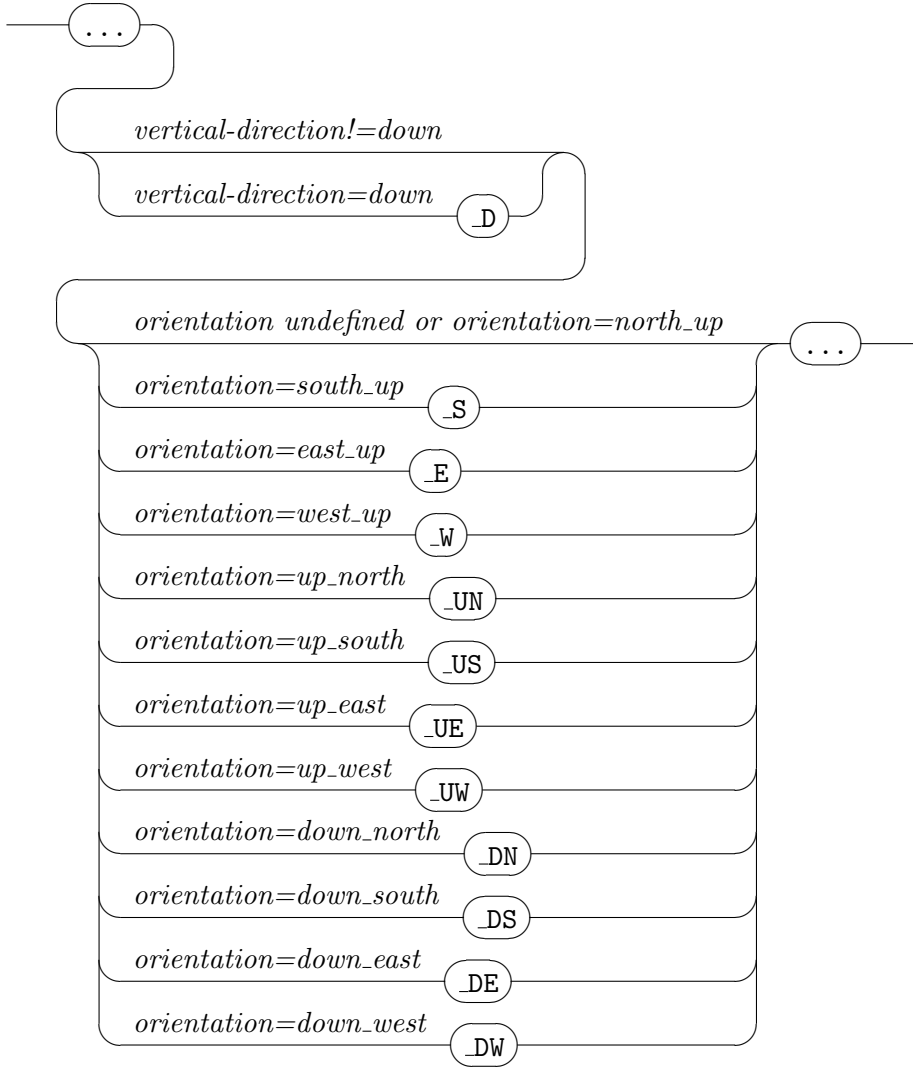 ...
vertical-direction!=down
vertical-direction=down _D
orientation undefined or orientation=north_up ...
orientation=south_up _S
orientation=east_up _E
orientation=west_up _W
orientation=up_north _UN
orientation=up_south _US
orientation=up_east _UE
orientation=up_west _UW
orientation=down_north _DN
orientation=down_south _DS
orientation=down_east _DE
orientation=down_west _DW